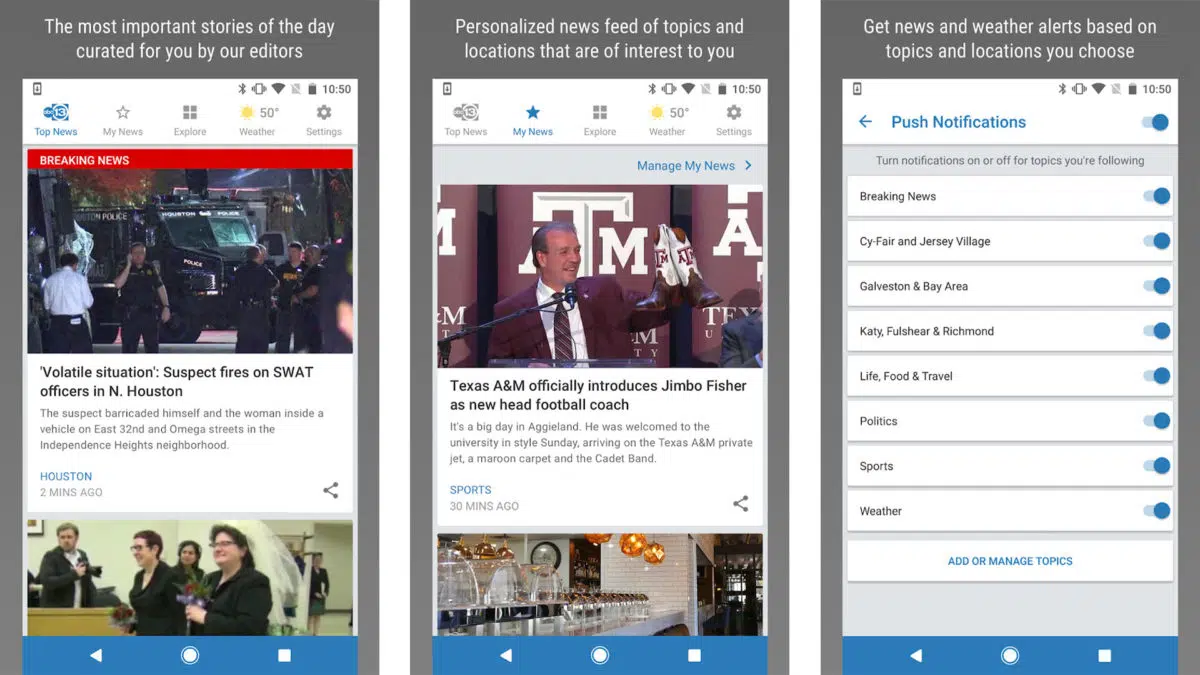 The most important stories of the day
curated for you by our editors
10:50
abc13
Top News
My News
Explore
50°
Weather
Settings
BREAKING NEWS
HOUSTON POLICE
HOUSTON
POLICE
'Volatile situation': Suspect fires on SWAT
officers in N. Houston
The suspect barricaded himself and the woman inside a
vehicle on East 32nd and Omega streets in the
Independence Heights neighborhood.
HOUSTON
2 MINS AGO
Personalized news feed of topics and
locations that are of interest to you
10:50
abc13
Top News
My News
Explore
50°
Weather
Settings
Manage My News
ATM
Texas A&M officially introduces Jimbo Fisher
as new head football coach
It's a big day in Aggieland. He was welcomed to the
university in style Sunday, arriving on the Texas A&M private
jet, a maroon carpet and the Cadet Band.
SPORTS
30 MINS AGO
Get news and weather alerts based on
topics and locations you choose
10:50
Push Notifications
Turn notifications on or off for topics you're following
Breaking News
Cy-Fair and Jersey Village
Galveston & Bay Area
Katy, Fulshear & Richmond
Life, Food & Travel
Politics
Sports
Weather
ADD OR MANAGE TOPICS